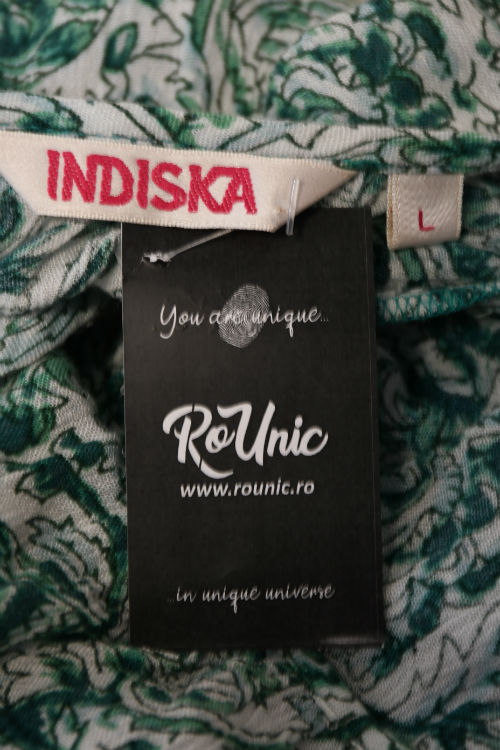 INDISKA
L
You are unique...
RoUnic
www.rounic.ro
...in unique universe